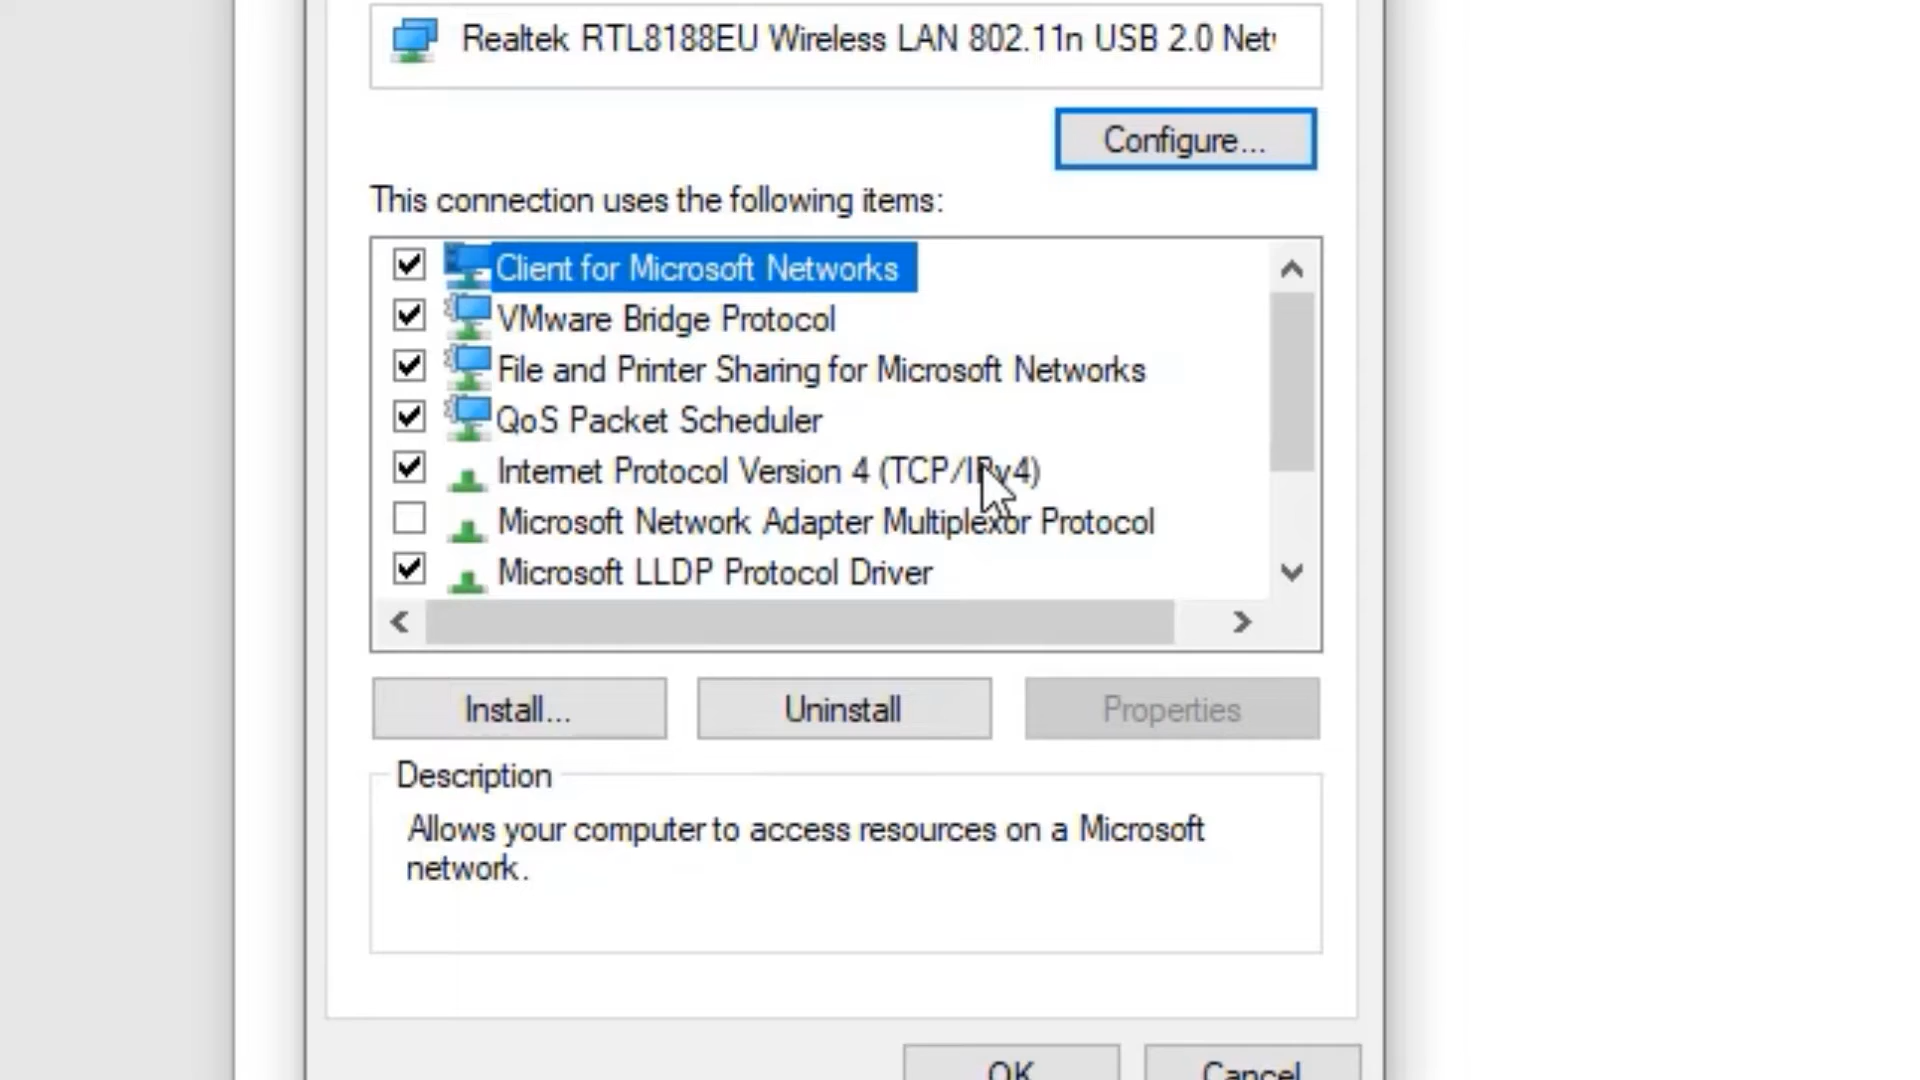 Realtek RTL8188EU Wireless LAN 802.11n USB 2.0 Net
Configure...
This connection uses the following items:
Client for Microsoft Networks
VMware Bridge Protocol
File and Printer Sharing for Microsoft Networks
QoS Packet Scheduler
Internet Protocol Version 4 (TCP/IPv4)
Microsoft Network Adapter Multiplexor Protocol
Microsoft LLDP Protocol Driver
Install...
Uninstall
Properties
Description
Allows your computer to access resources on a Microsoft
network.
OK
Cancel